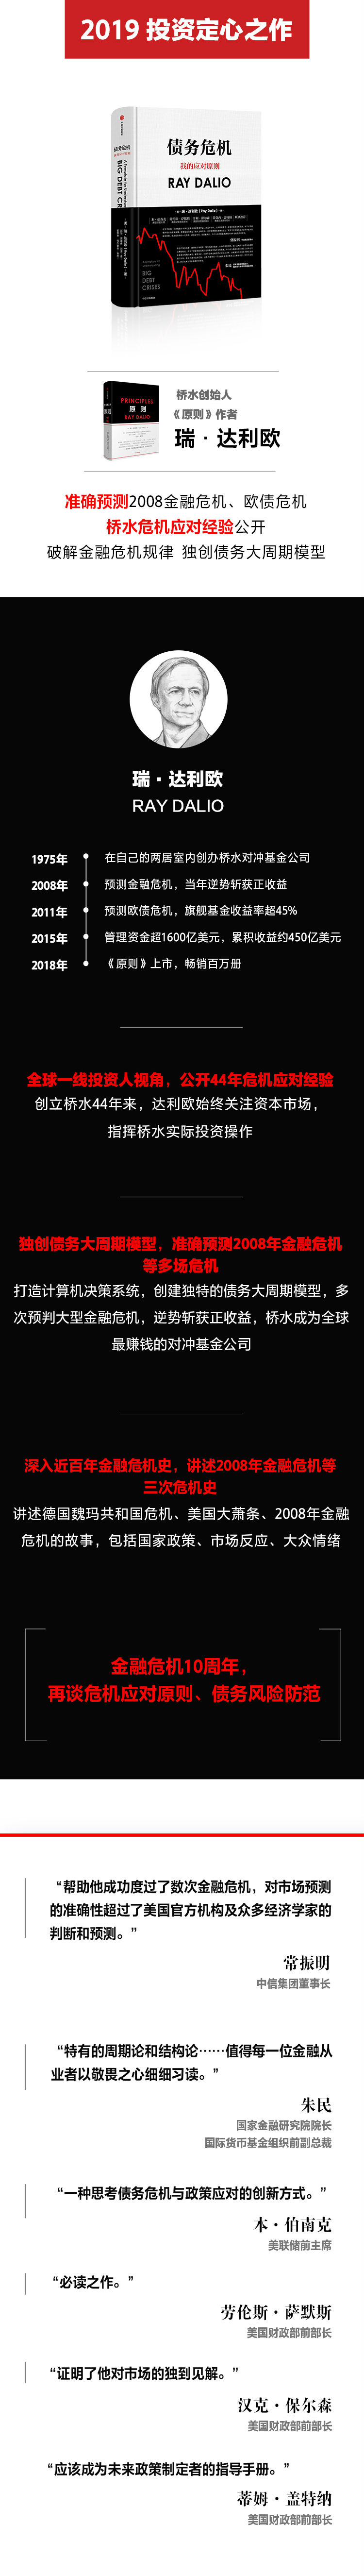 2019 投资定心之作
债务危机
我的应对原则
RAY DALIO
债务危机
BIG DEBT CRISES
BIG
DEBT
CRISES
PRINCIPLES
原则
RAY DALIO
桥水创始人
《原则》作者
瑞·达利欧
准确预测2008金融危机、欧债危机
桥水危机应对经验公开
破解金融危机规律 独创债务大周期模型
瑞·达利欧
RAY DALIO
1975年 在自己的两居室内创办桥水对冲基金公司
2008年 预测金融危机，当年逆势斩获正收益
2011年 预测欧债危机，旗舰基金收益率超45%
2015年 管理资金超1600亿美元，累积收益约450亿美元
2018年 《原则》上市，畅销百万册
全球一线投资人视角，公开44年危机应对经验
创立桥水44年来，达利欧始终关注资本市场，
指挥桥水实际投资操作
独创债务大周期模型，准确预测2008年金融危机
等多场危机
打造计算机决策系统，创建独特的债务大周期模型，多
次预判大型金融危机，逆势斩获正收益，桥水成为全球
最赚钱的对冲基金公司
深入近百年金融危机史，讲述2008年金融危机等
三次危机史
讲述德国魏玛共和国危机、美国大萧条、2008年金融
危机的故事，包括国家政策、市场反应、大众情绪
金融危机10周年，
再谈危机应对原则、债务风险防范
“帮助他成功度过了数次金融危机，对市场预测
的准确性超过了美国官方机构及众多经济学家的
判断和预测。”
常振明
中信集团董事长
“特有的周期论和结构论……值得每一位金融从
业者以敬畏之心细细习读。”
朱民
国家金融研究院院长
国际货币基金组织前副总裁
“一种思考债务危机与政策应对的创新方式。”
本·伯南克
美联储前主席
“必读之作。”
劳伦斯·萨默斯
美国财政部前部长
“证明了他对市场的独到见解。”
汉克·保尔森
美国财政部前部长
“应该成为未来政策制定者的指导手册。”
蒂姆·盖特纳
美国财政部前部长